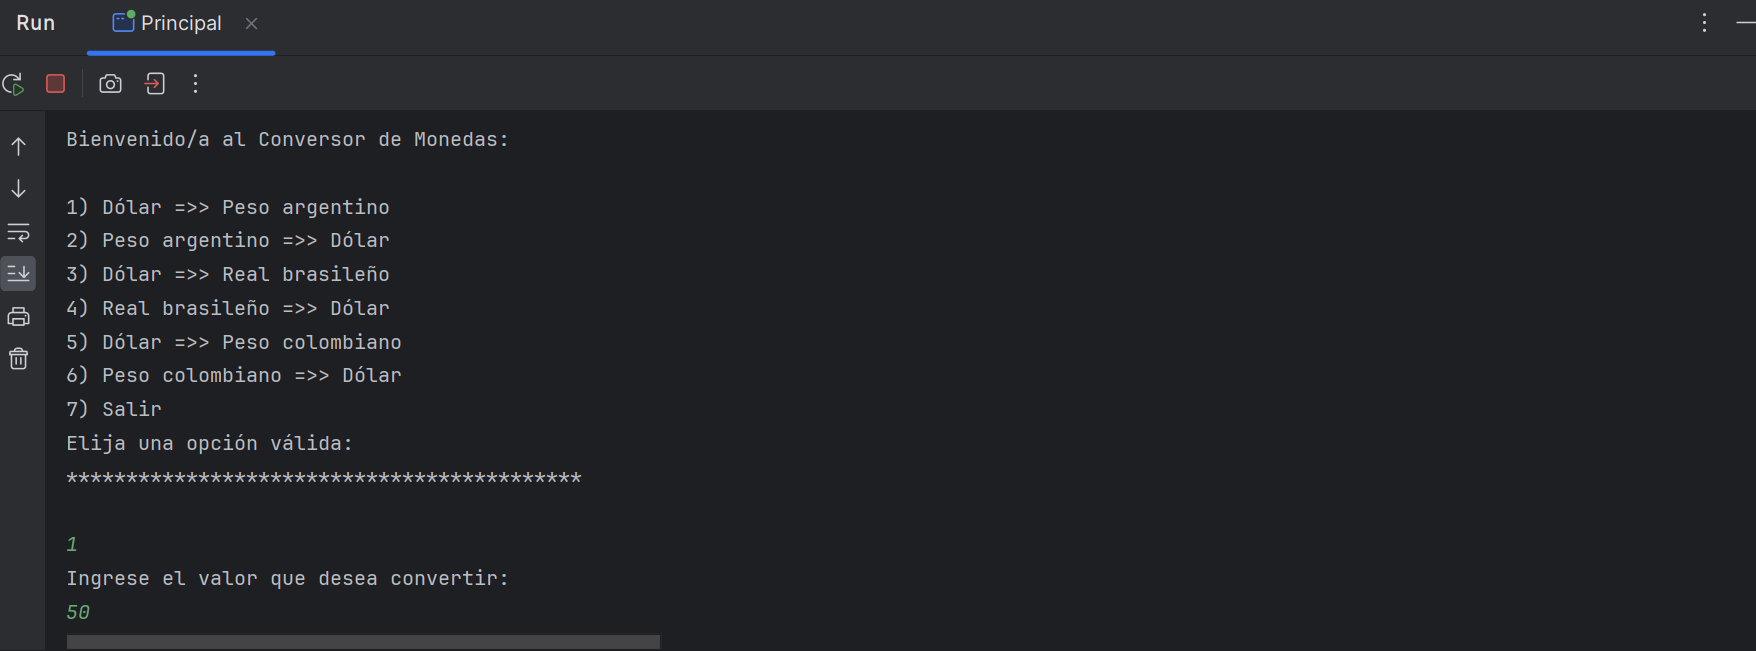 Run Principal
Bienvenido/a al Conversor de Monedas:
1) Dólar =>> Peso argentino
2) Peso argentino =>> Dólar
3) Dólar =>> Real brasileño
4) Real brasileño =>> Dólar
5) Dólar =>> Peso colombiano
6) Peso colombiano =>> Dólar
7) Salir
Elija una opción válida:
*******************************************
1
Ingrese el valor que desea convertir:
50